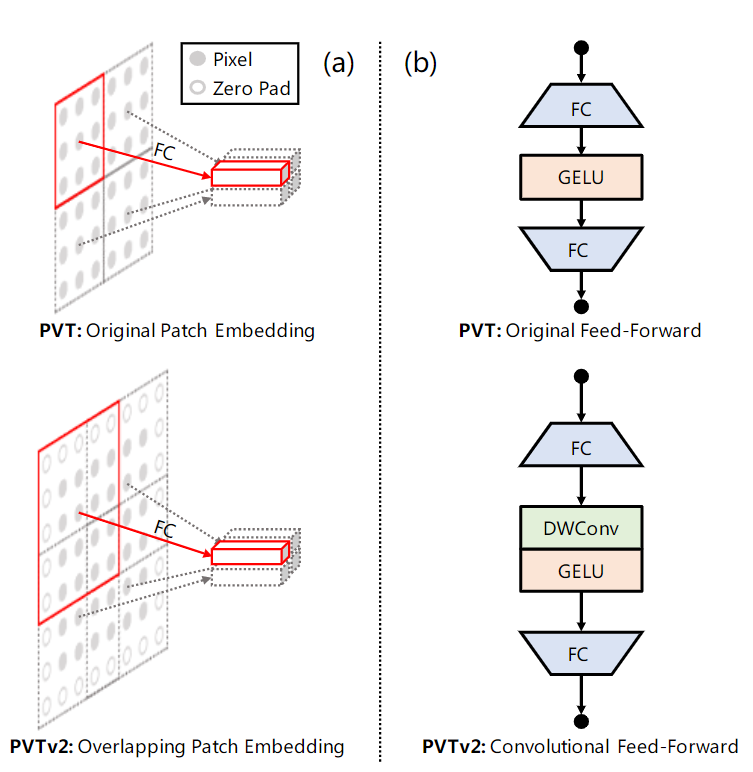 Pixel
Zero Pad
(a)
FC
PVT: Original Patch Embedding
FC
PVTv2: Overlapping Patch Embedding
(b)
FC
GELU
FC
PVT: Original Feed-Forward
FC
DWConv
GELU
FC
PVTv2: Convolutional Feed-Forward